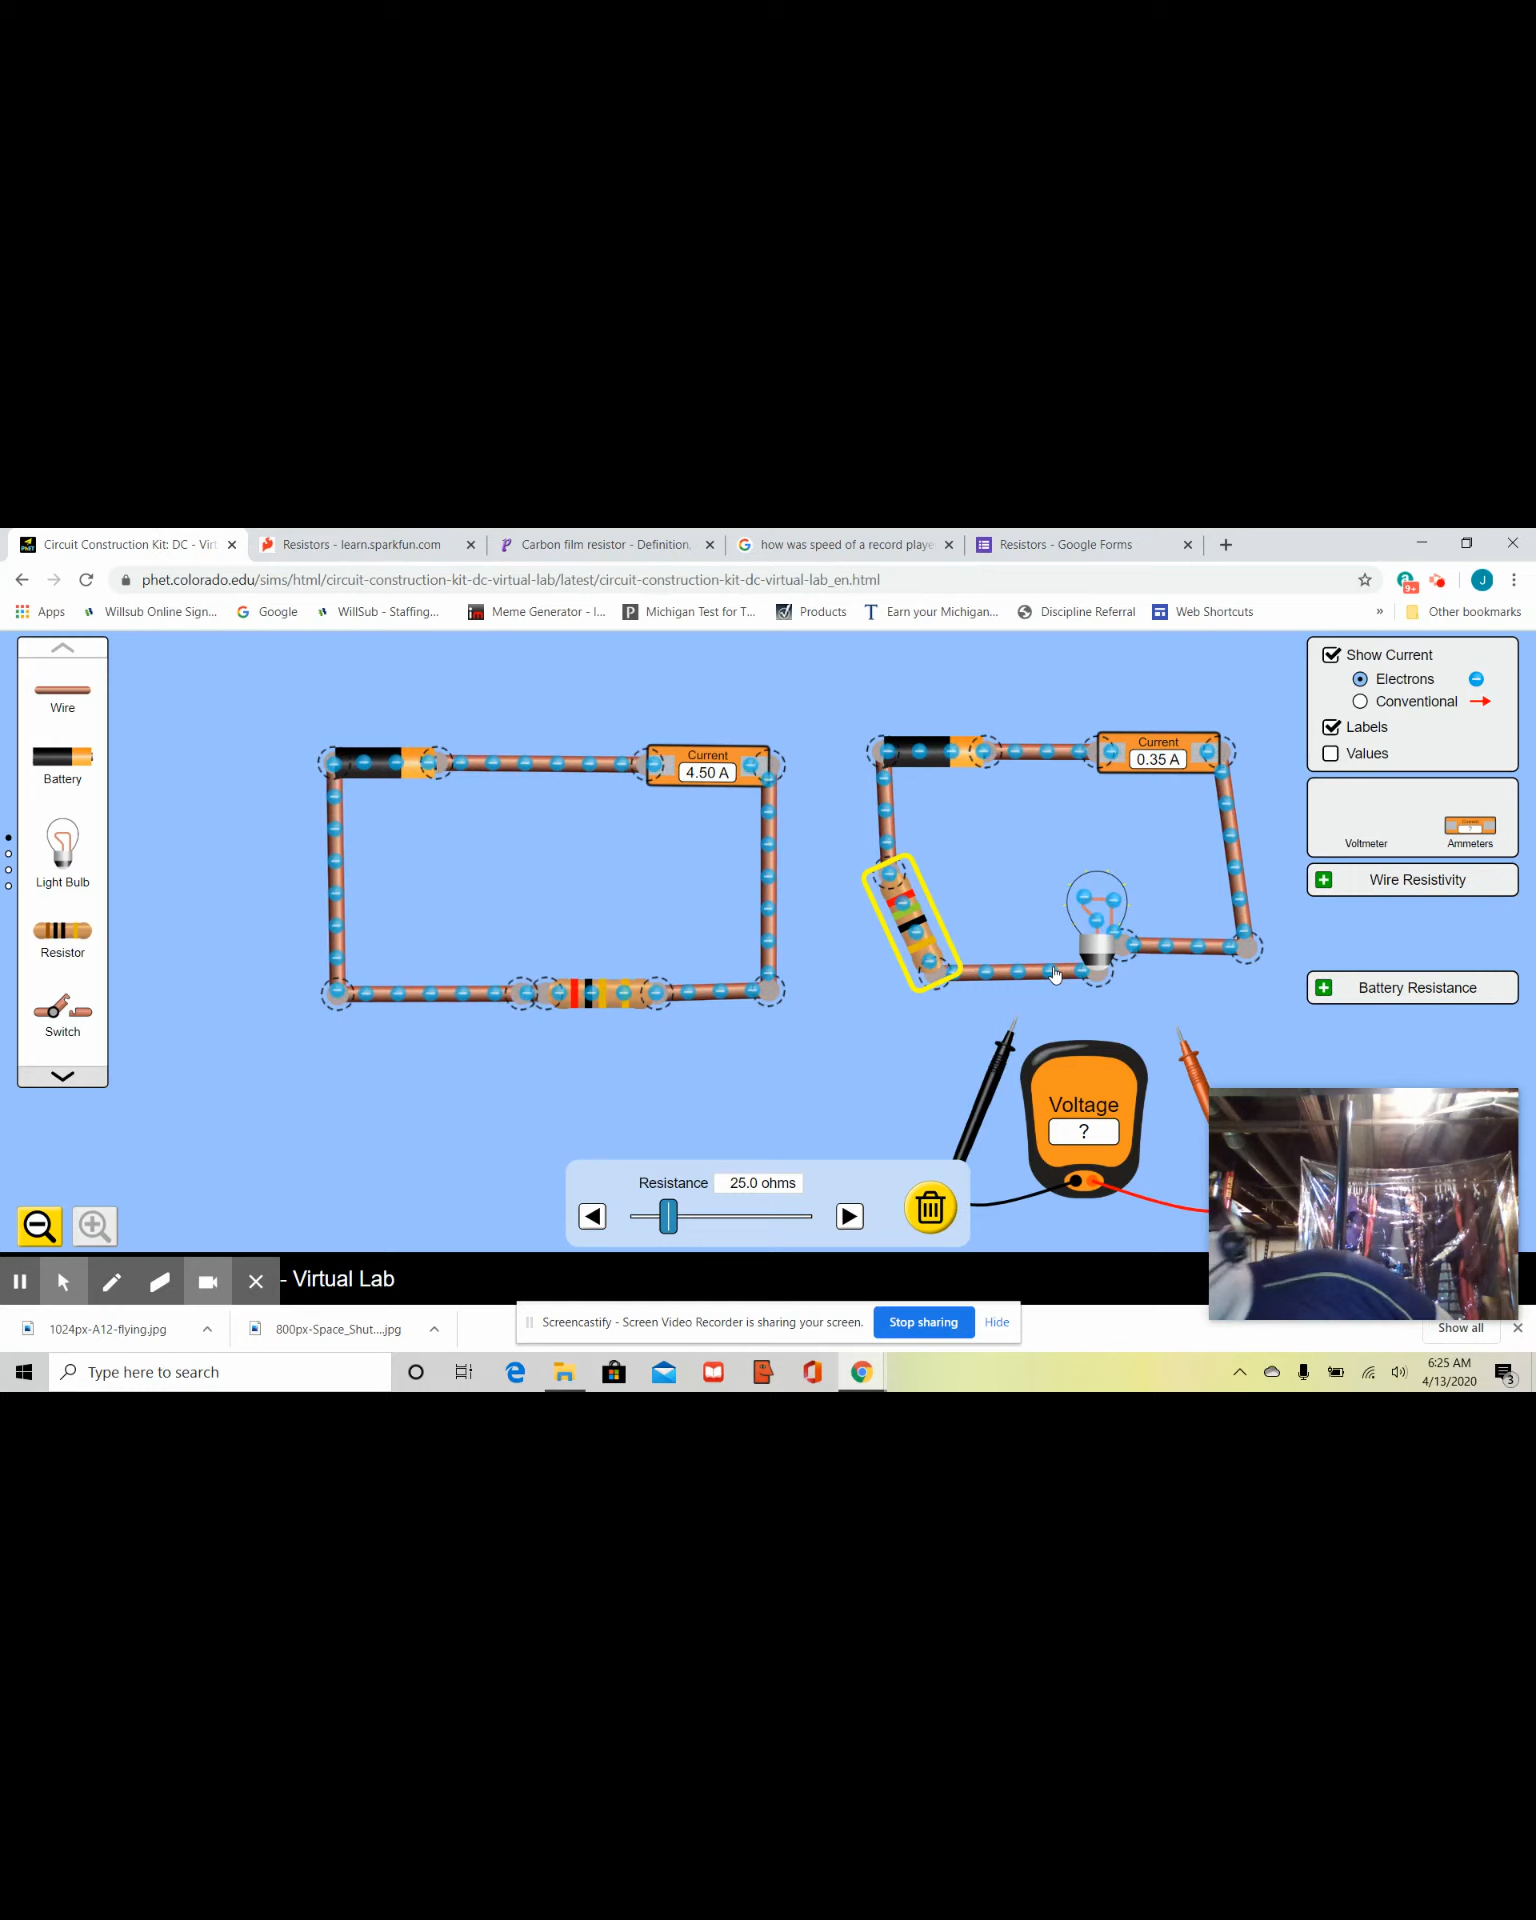 Circuit Construction Kit: DC - Virt
Resistors - learn.sparkfun.com
Carbon film resistor - Definition,
how was speed of a record playe
Resistors - Google Forms
phet.colorado.edu/sims/html/circuit-construction-kit-dc-virtual-lab/latest/circuit-construction-kit-dc-virtual-lab_en.html
9+
J
Apps
Willsub Online Sign...
Google
WillSub - Staffing...
im
Meme Generator - I...
P
Michigan Test for T...
Products
T
Earn your Michigan...
Discipline Referral
Web Shortcuts
»
Other bookmarks
Wire
Battery
Light Bulb
Resistor
Switch
Current
4.50 A
Current
0.35 A
Show Current
Electrons
Conventional
Labels
Values
Voltmeter
Current
?
Ammeters
Wire Resistivity
Battery Resistance
Voltage
?
Resistance 25.0 ohms
- Virtual Lab
1024px-A12-flying.jpg
800px-Space_Shut....jpg
Screencastify - Screen Video Recorder is sharing your screen.
Stop sharing
Hide
Show all
Type here to search
6:25 AM
4/13/2020
3